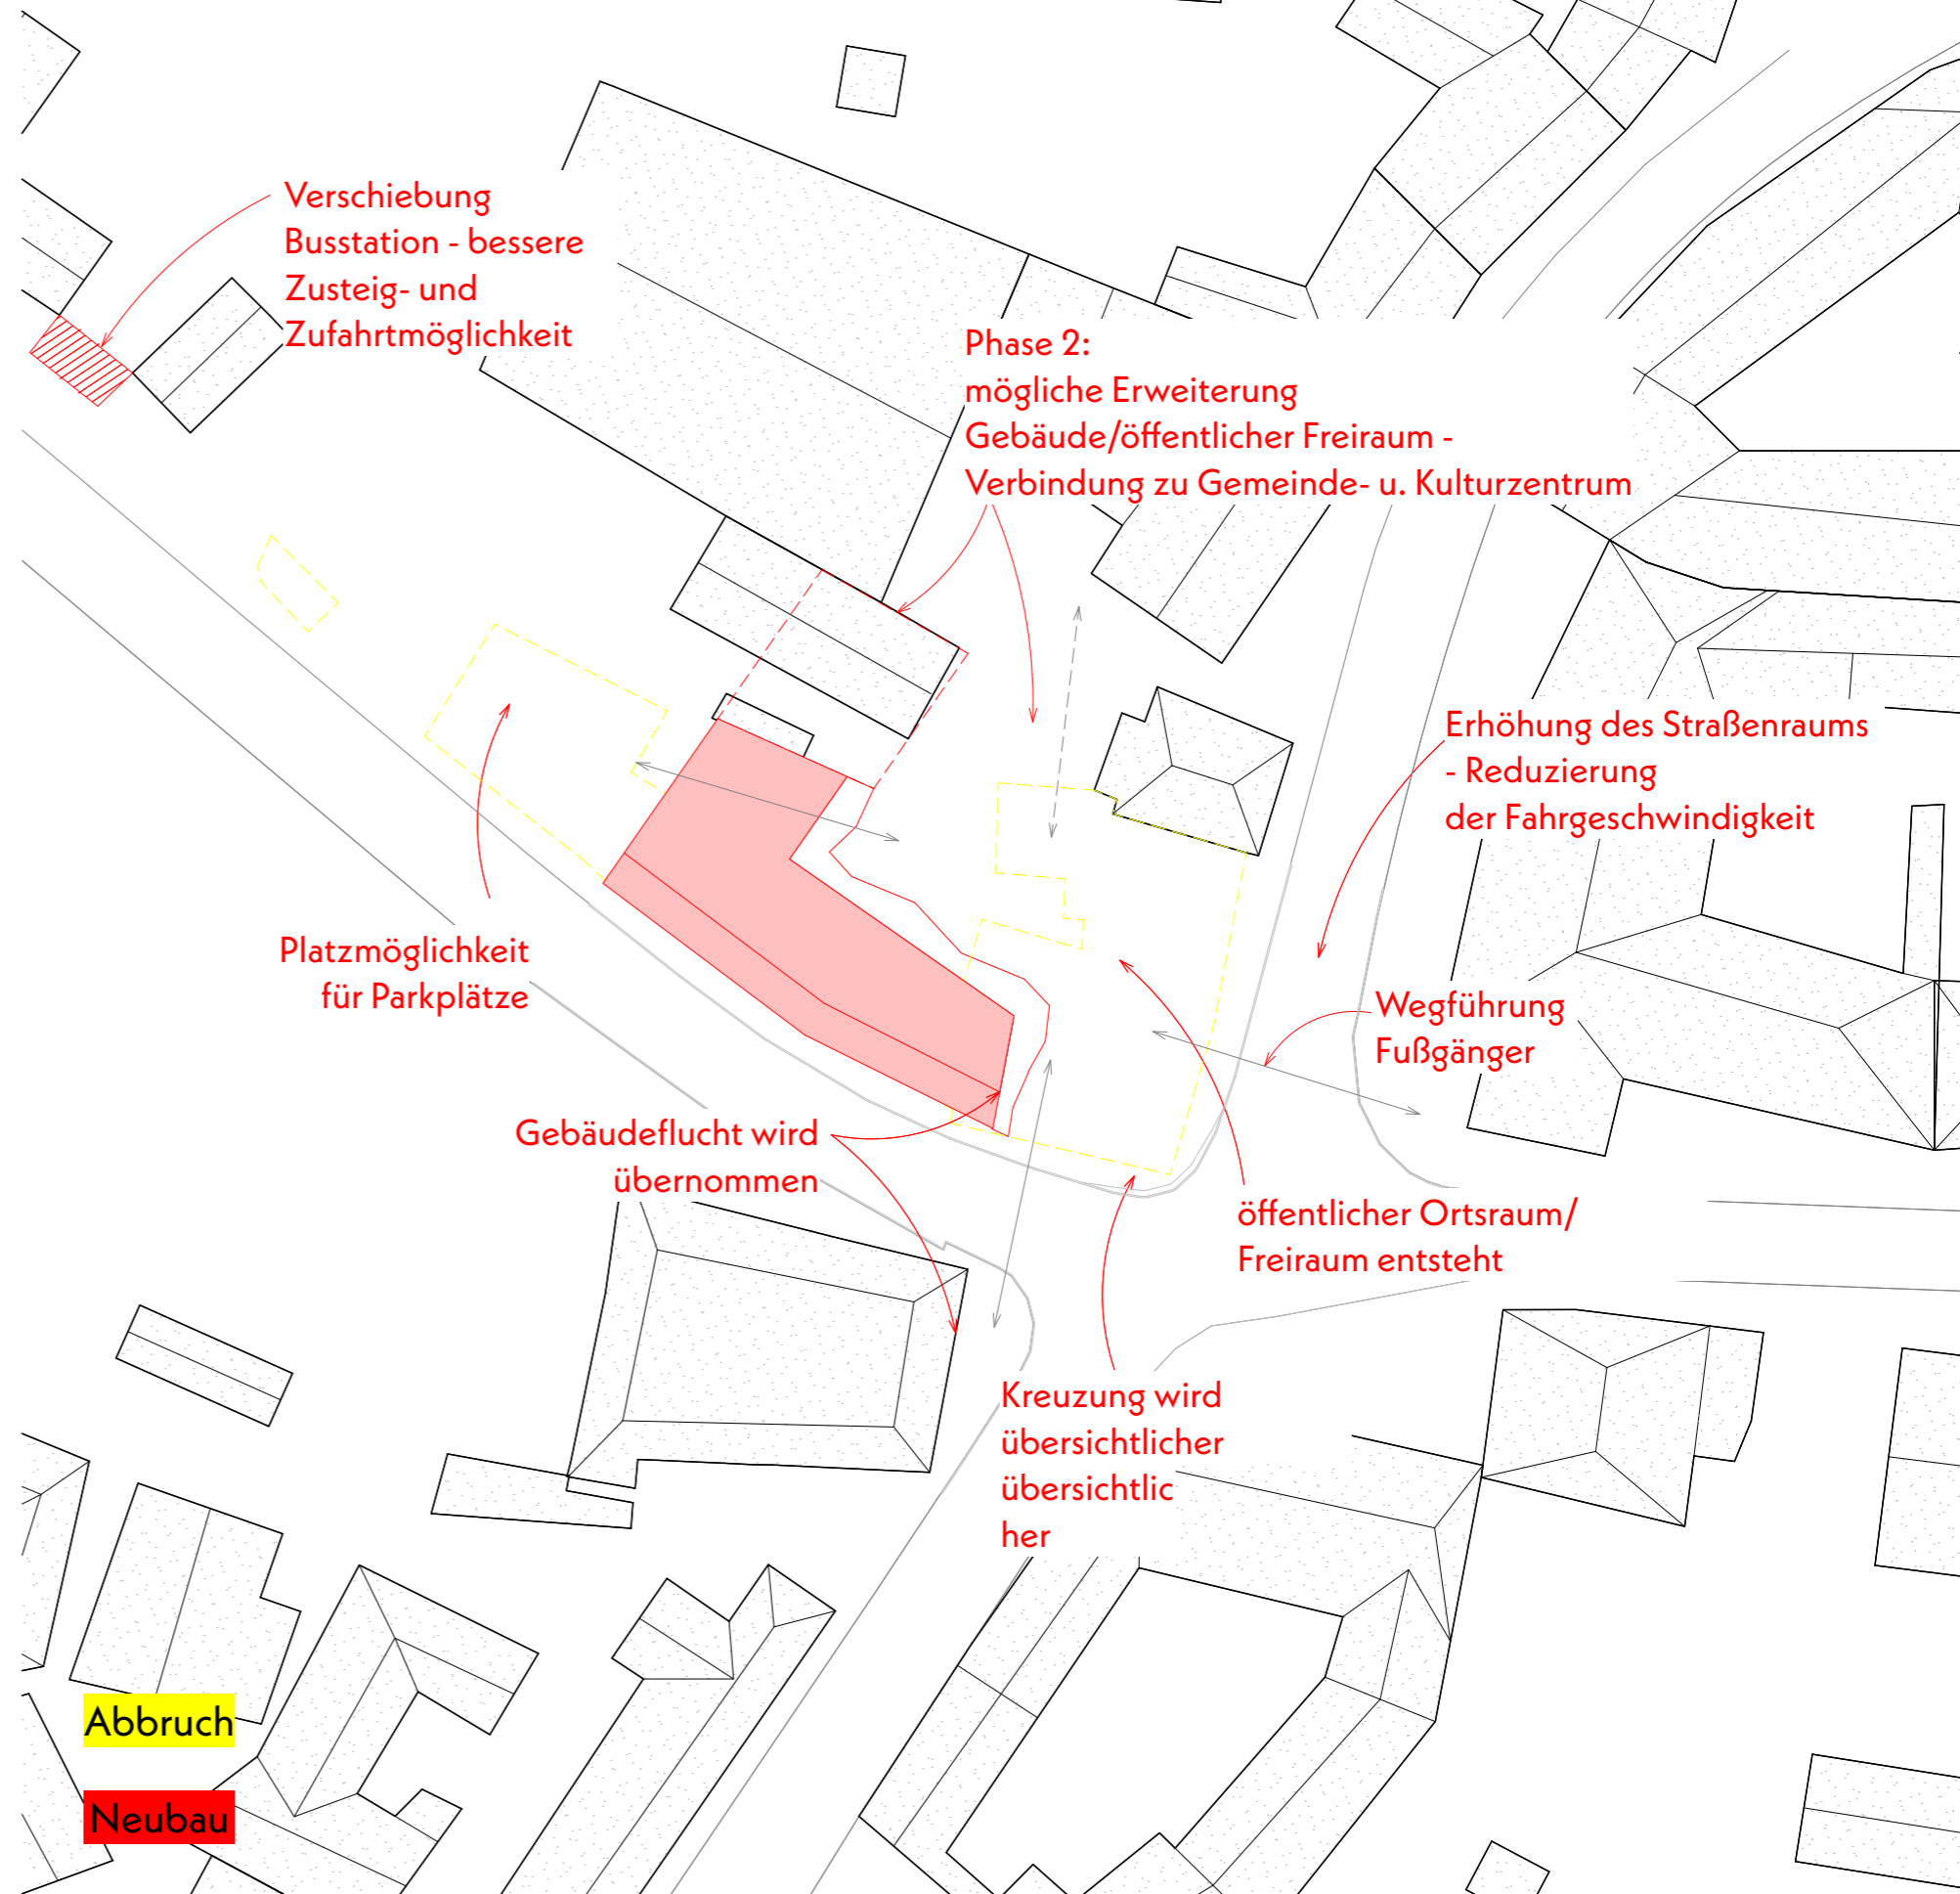 Verschiebung
Busstation - bessere
Zusteig- und
Zufahrtmöglichkeit
Phase 2:
mögliche Erweiterung
Gebäude/öffentlicher Freiraum -
Verbindung zu Gemeinde- u. Kulturzentrum
Erhöhung des Straßenraums
- Reduzierung
der Fahrgeschwindigkeit
Platzmöglichkeit
für Parkplätze
Wegführung
Fußgänger
Gebäudeflucht wird
übernommen
öffentlicher Ortsraum/
Freiraum entsteht
Kreuzung wird
übersichtlicher
übersichtlic
her
Abbruch
Neubau